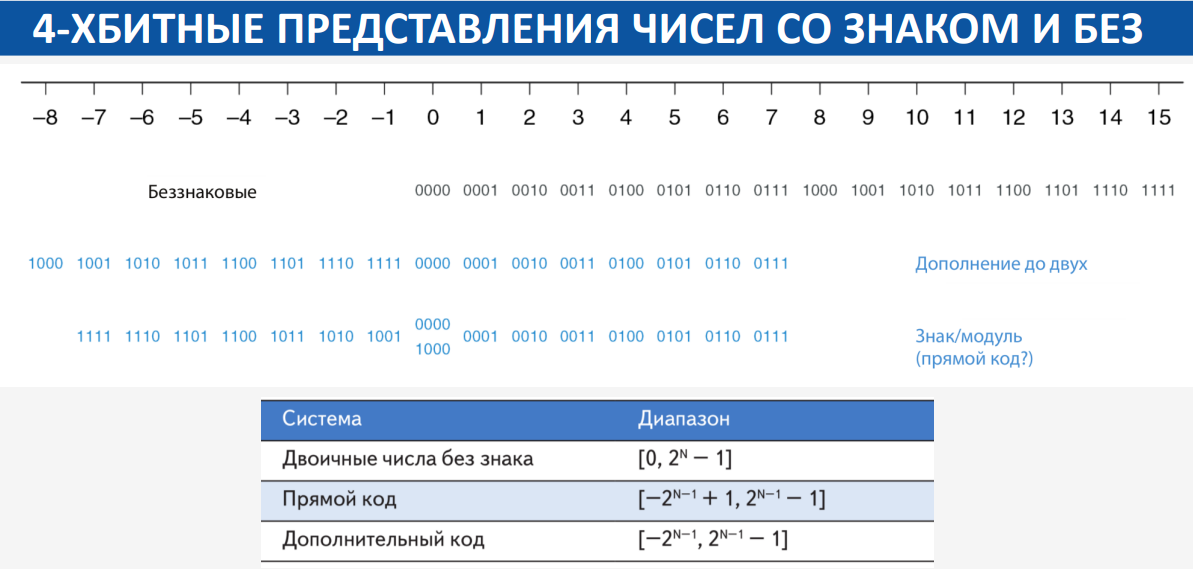 4-ХБИТНЫЕ ПРЕДСТАВЛЕНИЯ ЧИСЕЛ СО ЗНАКОМ И БЕЗ
–8 –7 –6 –5 –4 –3 –2 –1 0 1 2 3 4 5 6 7 8 9 10 11 12 13 14 15
Беззнаковые 0000 0001 0010 0011 0100 0101 0110 0111 1000 1001 1010 1011 1100 1101 1110 1111
1000 1001 1010 1011 1100 1101 1110 1111 0000 0001 0010 0011 0100 0101 0110 0111 Дополнение до двух
0000
1111 1110 1101 1100 1011 1010 1001 0001 0010 0011 0100 0101 0110 0111 Знак/модуль
1000
(прямой код?)
Система Диапазон
Двоичные числа без знака [0, 2ᴺ − 1]
Прямой код [−2ᴺ⁻¹ + 1, 2ᴺ⁻¹ − 1]
Дополнительный код [−2ᴺ⁻¹, 2ᴺ⁻¹ − 1]